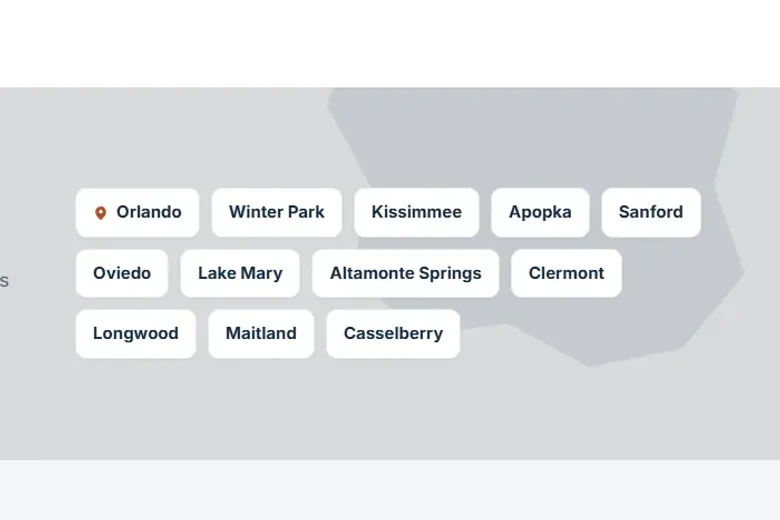 Orlando Winter Park Kissimmee Apopka Sanford
Oviedo Lake Mary Altamonte Springs Clermont
s
Longwood Maitland Casselberry